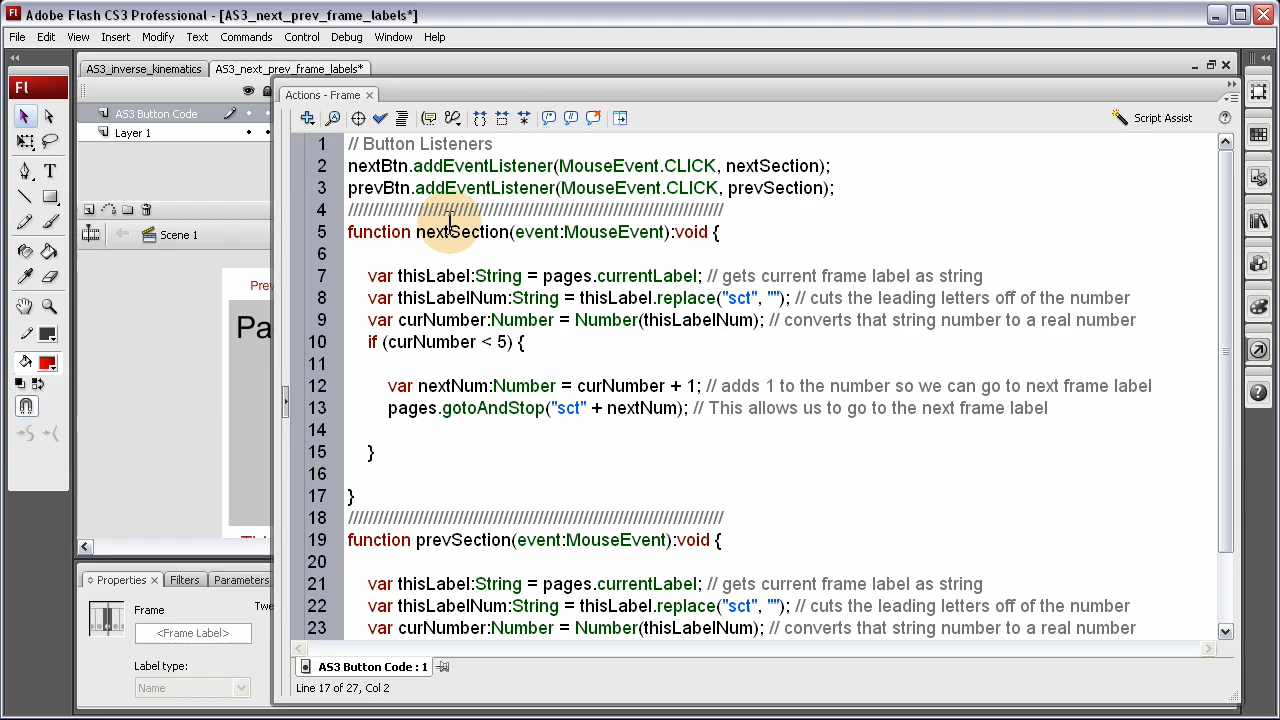 Adobe Flash CS3 Professional - [AS3_next_prev_frame_labels*]
File Edit View Insert Modify Text Commands Control Debug Window Help
AS3_inverse_kinematics AS3_next_prev_frame_labels*
Fl
Actions - Frame
AS3 Button Code
Layer 1
Script Assist
Scene 1
1 // Button Listeners
2 nextBtn.addEventListener(MouseEvent.CLICK, nextSection);
3 prevBtn.addEventListener(MouseEvent.CLICK, prevSection);
4 ///////////////////////////////////////////////////////////////////////////
5 function nextSection(event:MouseEvent):void {
6
7 var thisLabel:String = pages.currentLabel; // gets current frame label as string
8 var thisLabelNum:String = thisLabel.replace("sct", ""); // cuts the leading letters off of the number
9 var curNumber:Number = Number(thisLabelNum); // converts that string number to a real number
10 if (curNumber < 5) {
11
12 var nextNum:Number = curNumber + 1; // adds 1 to the number so we can go to next frame label
13 pages.gotoAndStop("sct" + nextNum); // This allows us to go to the next frame label
14
15 }
16
17 }
18 ///////////////////////////////////////////////////////////////////////////
19 function prevSection(event:MouseEvent):void {
20
21 var thisLabel:String = pages.currentLabel; // gets current frame label as string
22 var thisLabelNum:String = thisLabel.replace("sct", ""); // cuts the leading letters off of the number
23 var curNumber:Number = Number(thisLabelNum); // converts that string number to a real number
Prev
Pa
Properties Filters Parameters
Frame
<Frame Label>
Label type:
Name
AS3 Button Code : 1
Line 17 of 27, Col 2